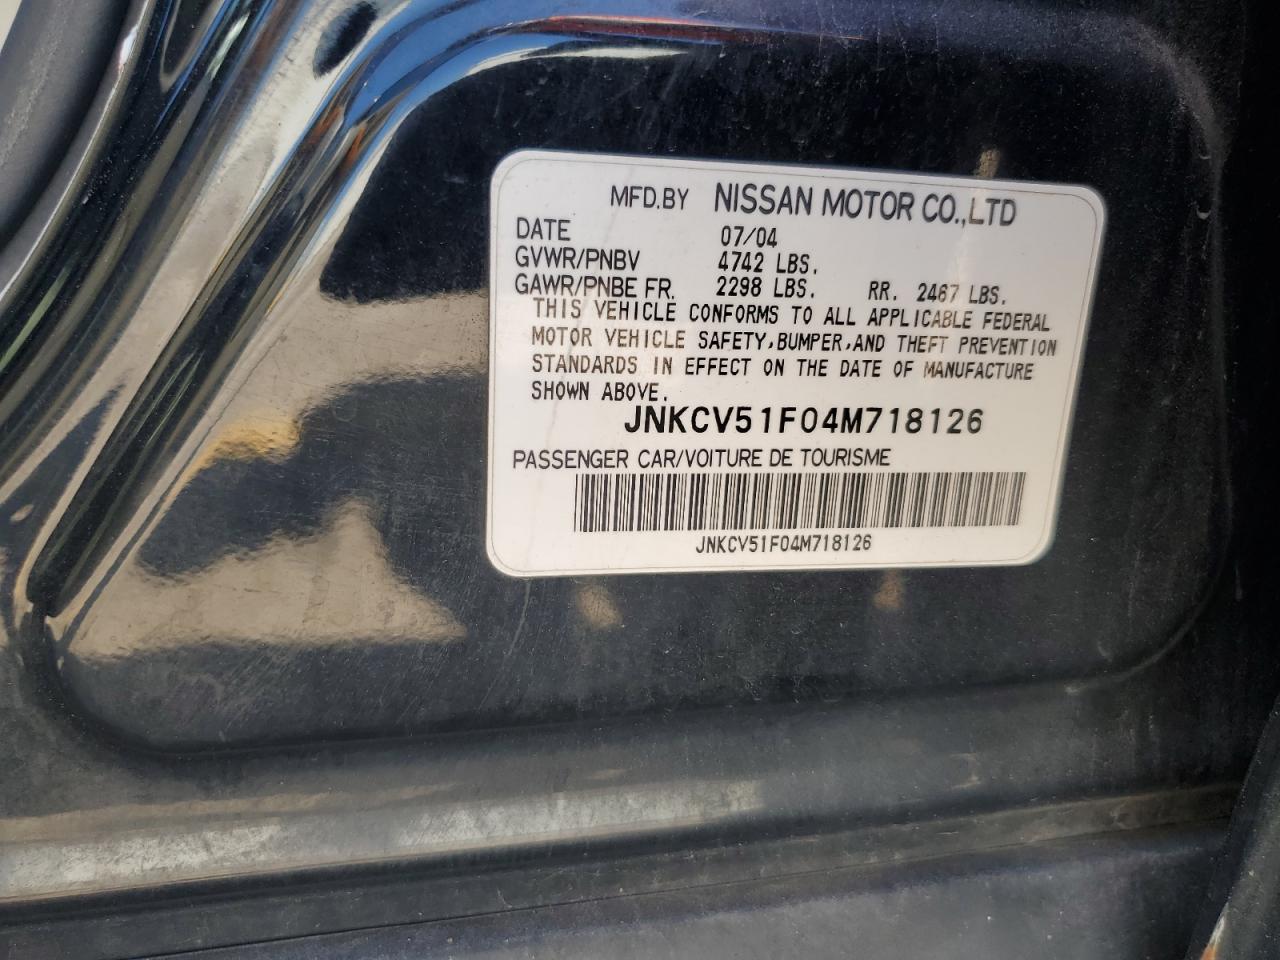 MFD.BY NISSAN MOTOR CO.,LTD
DATE 07/04
GVWR/PNBV 4742 LBS.
GAWR/PNBE FR. 2298 LBS. RR. 2467 LBS.
THIS VEHICLE CONFORMS TO ALL APPLICABLE FEDERAL
MOTOR VEHICLE SAFETY,BUMPER,AND THEFT PREVENTION
STANDARDS IN EFFECT ON THE DATE OF MANUFACTURE
SHOWN ABOVE.
JNKCV51F04M718126
PASSENGER CAR/VOITURE DE TOURISME
JNKCV51F04M718126